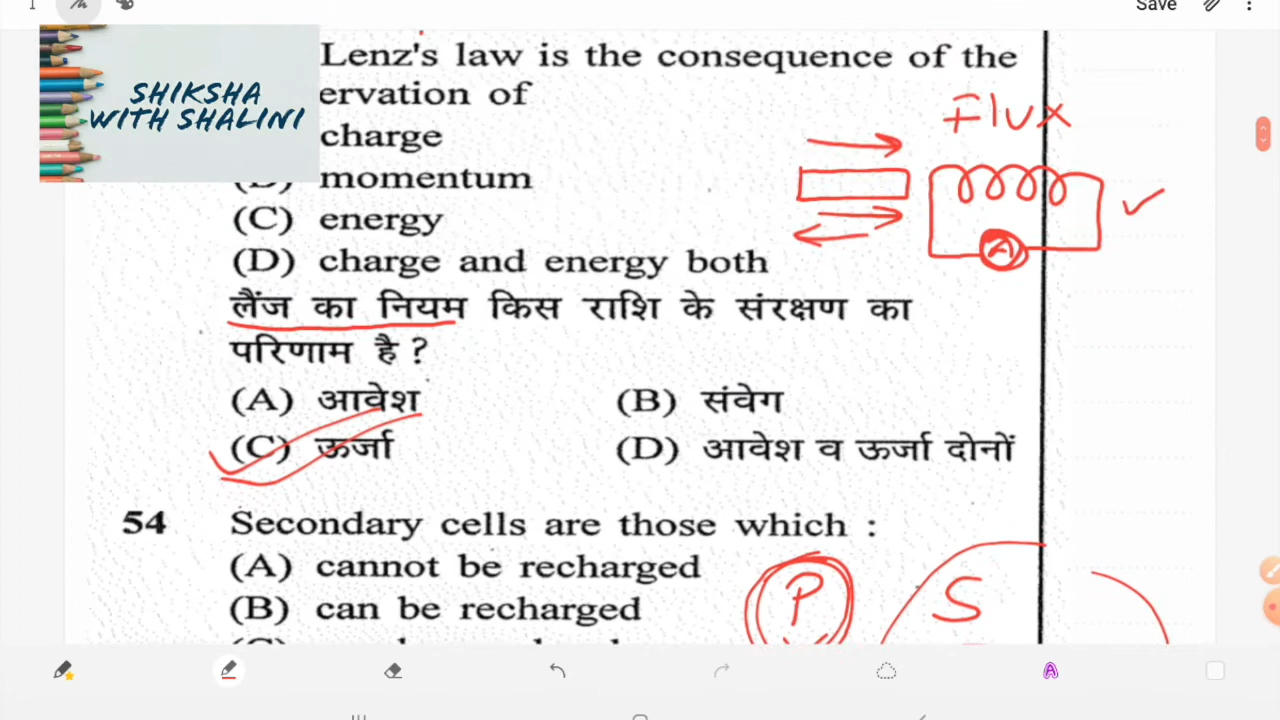 Save
SHIKSHA
WITH SHALINI
Lenz's law is the consequence of the
ervation of
charge
momentum
(C) energy
(D) charge and energy both
लैंज का नियम किस राशि के संरक्षण का
परिणाम है ?
(A) आवेश (B) संवेग
(C) ऊर्जा (D) आवेश व ऊर्जा दोनों
Flux
A
54 Secondary cells are those which :
(A) cannot be recharged
(B) can be recharged
P S